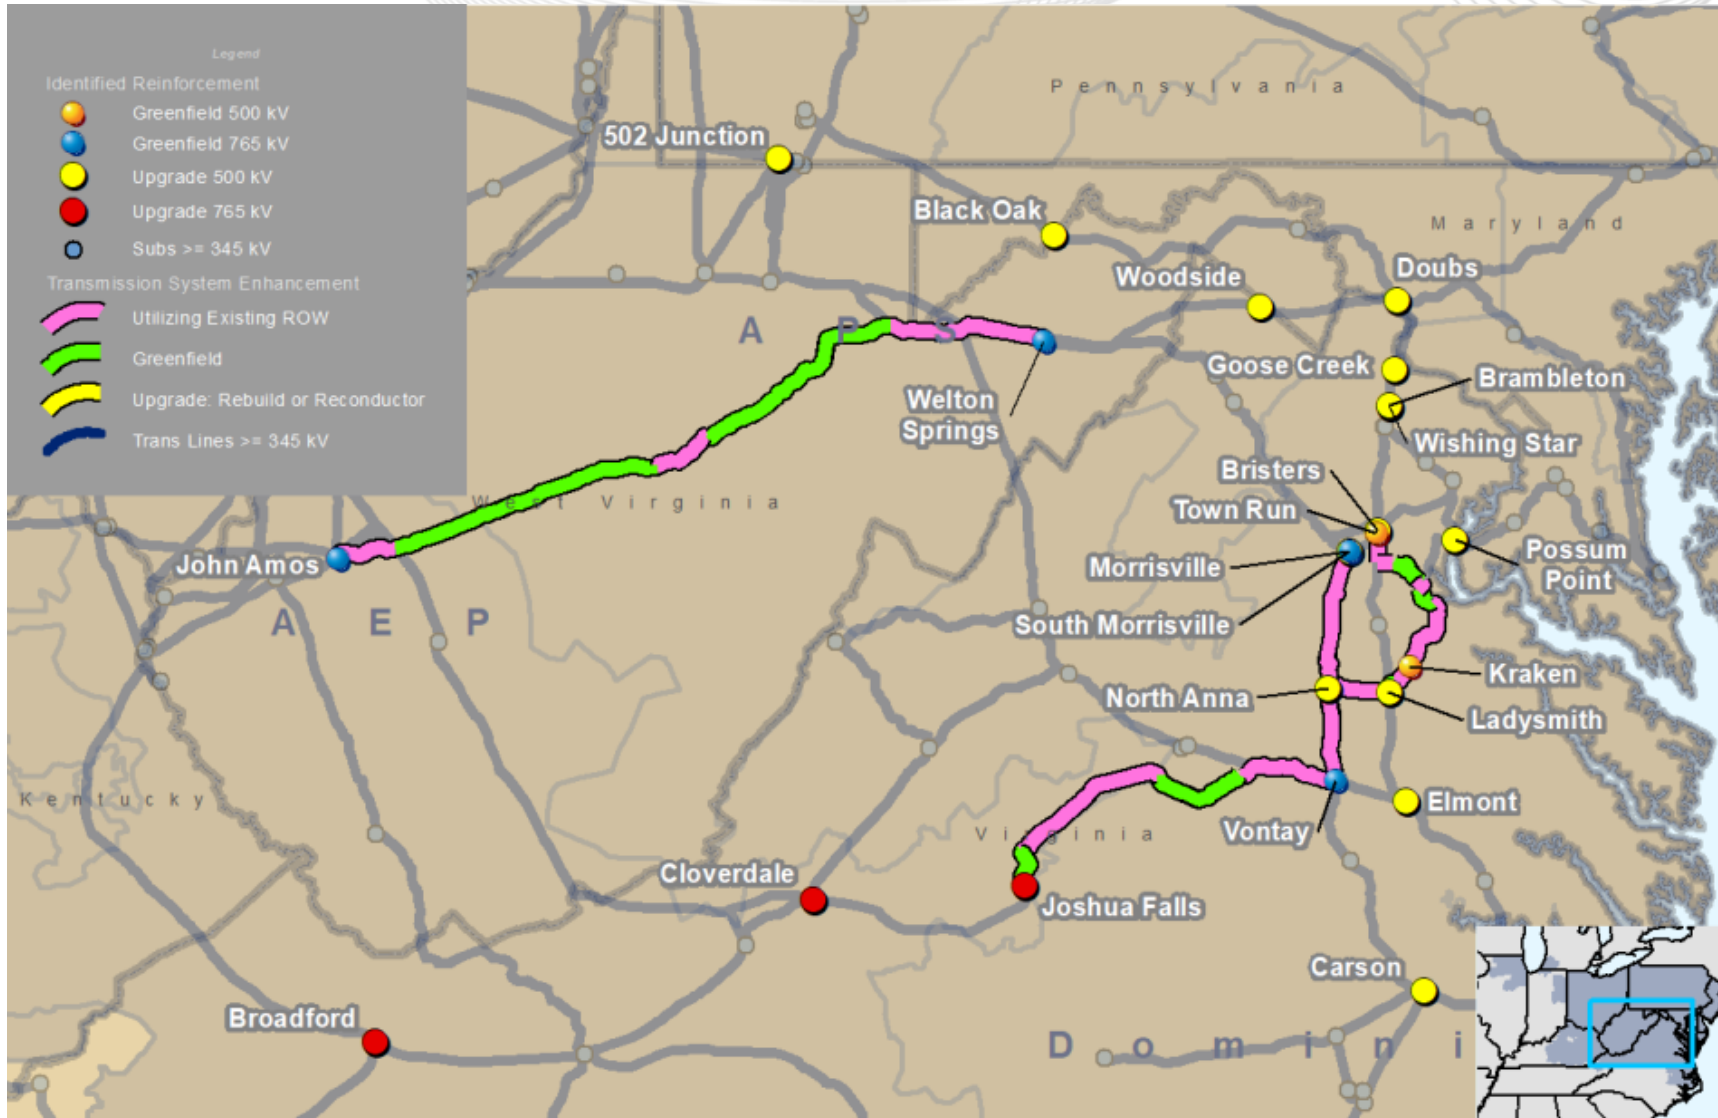 Legend
Identified Reinforcement
Greenfield 500 kV
Greenfield 765 kV
Upgrade 500 kV
Upgrade 765 kV
Subs >= 345 kV
Transmission System Enhancement
Utilizing Existing ROW
Greenfield
Upgrade: Rebuild or Reconductor
Trans Lines >= 345 kV
Pennsylvania
502 Junction
Black Oak
Maryland
Woodside
Doubs
APS
Goose Creek
Brambleton
Welton
Springs
Wishing Star
Bristers
West Virginia
Town Run
John Amos
Morrisville
Possum
Point
AEP
South Morrisville
Kraken
North Anna
Ladysmith
Kentucky
Elmont
Virginia
Vontay
Cloverdale
Joshua Falls
Carson
Broadford
Domini